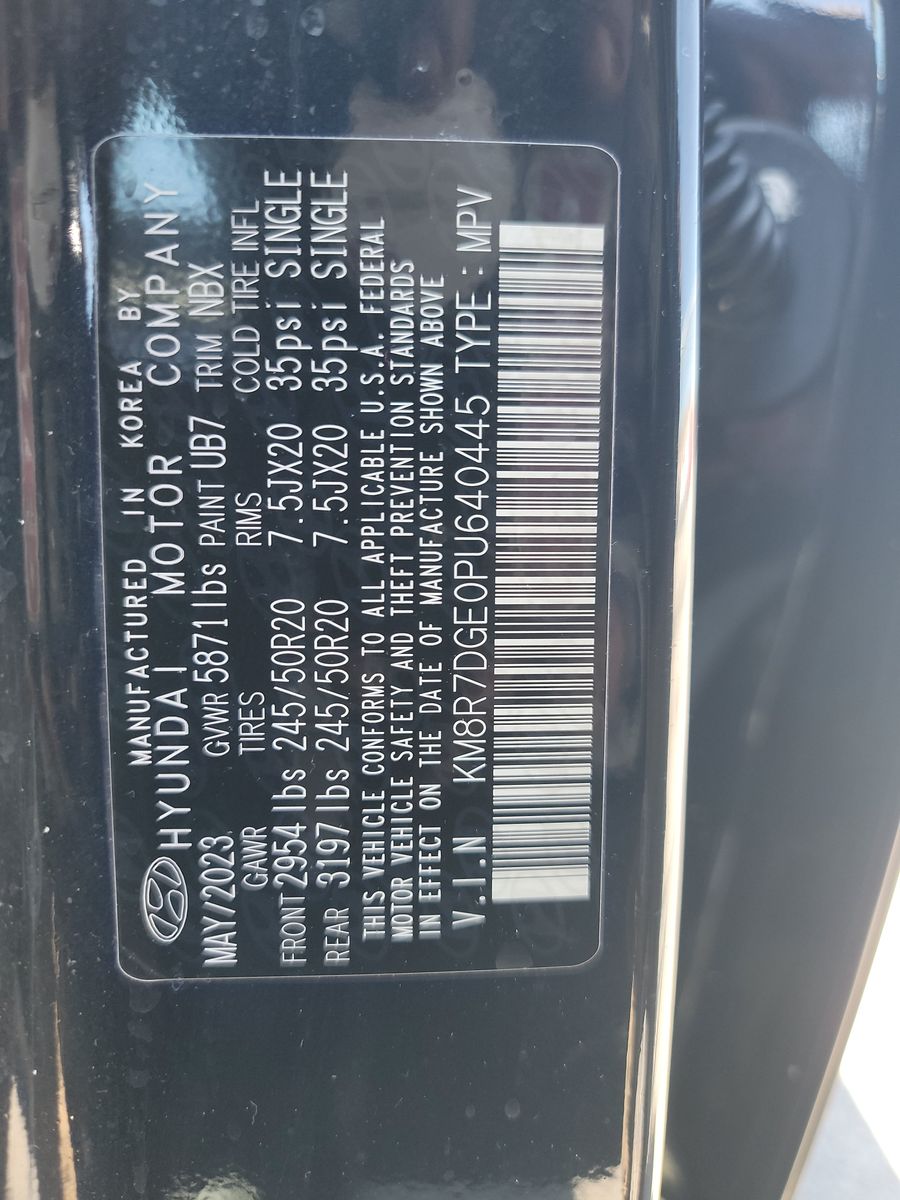 MANUFACTURED IN KOREA BY
HYUNDAI MOTOR COMPANY
MAY/2023 GVWR 5871lbs PAINT UB7 TRIM NBX
GAWR TIRES RIMS COLD TIRE INFL
FRONT 2954lbs 245/50R20 7.5JX20 35psi SINGLE
REAR 3197lbs 245/50R20 7.5JX20 35psi SINGLE
THIS VEHICLE CONFORMS TO ALL APPLICABLE U.S.A. FEDERAL
MOTOR VEHICLE SAFETY AND THEFT PREVENTION STANDARDS
IN EFFECT ON THE DATE OF MANUFACTURE SHOWN ABOVE
V.I.N KM8R7DGE0PU640445 TYPE : MPV